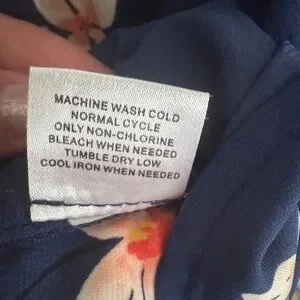 MACHINE WASH COLD
NORMAL CYCLE
ONLY NON-CHLORINE
BLEACH WHEN NEEDED
TUMBLE DRY LOW
COOL IRON WHEN NEEDED